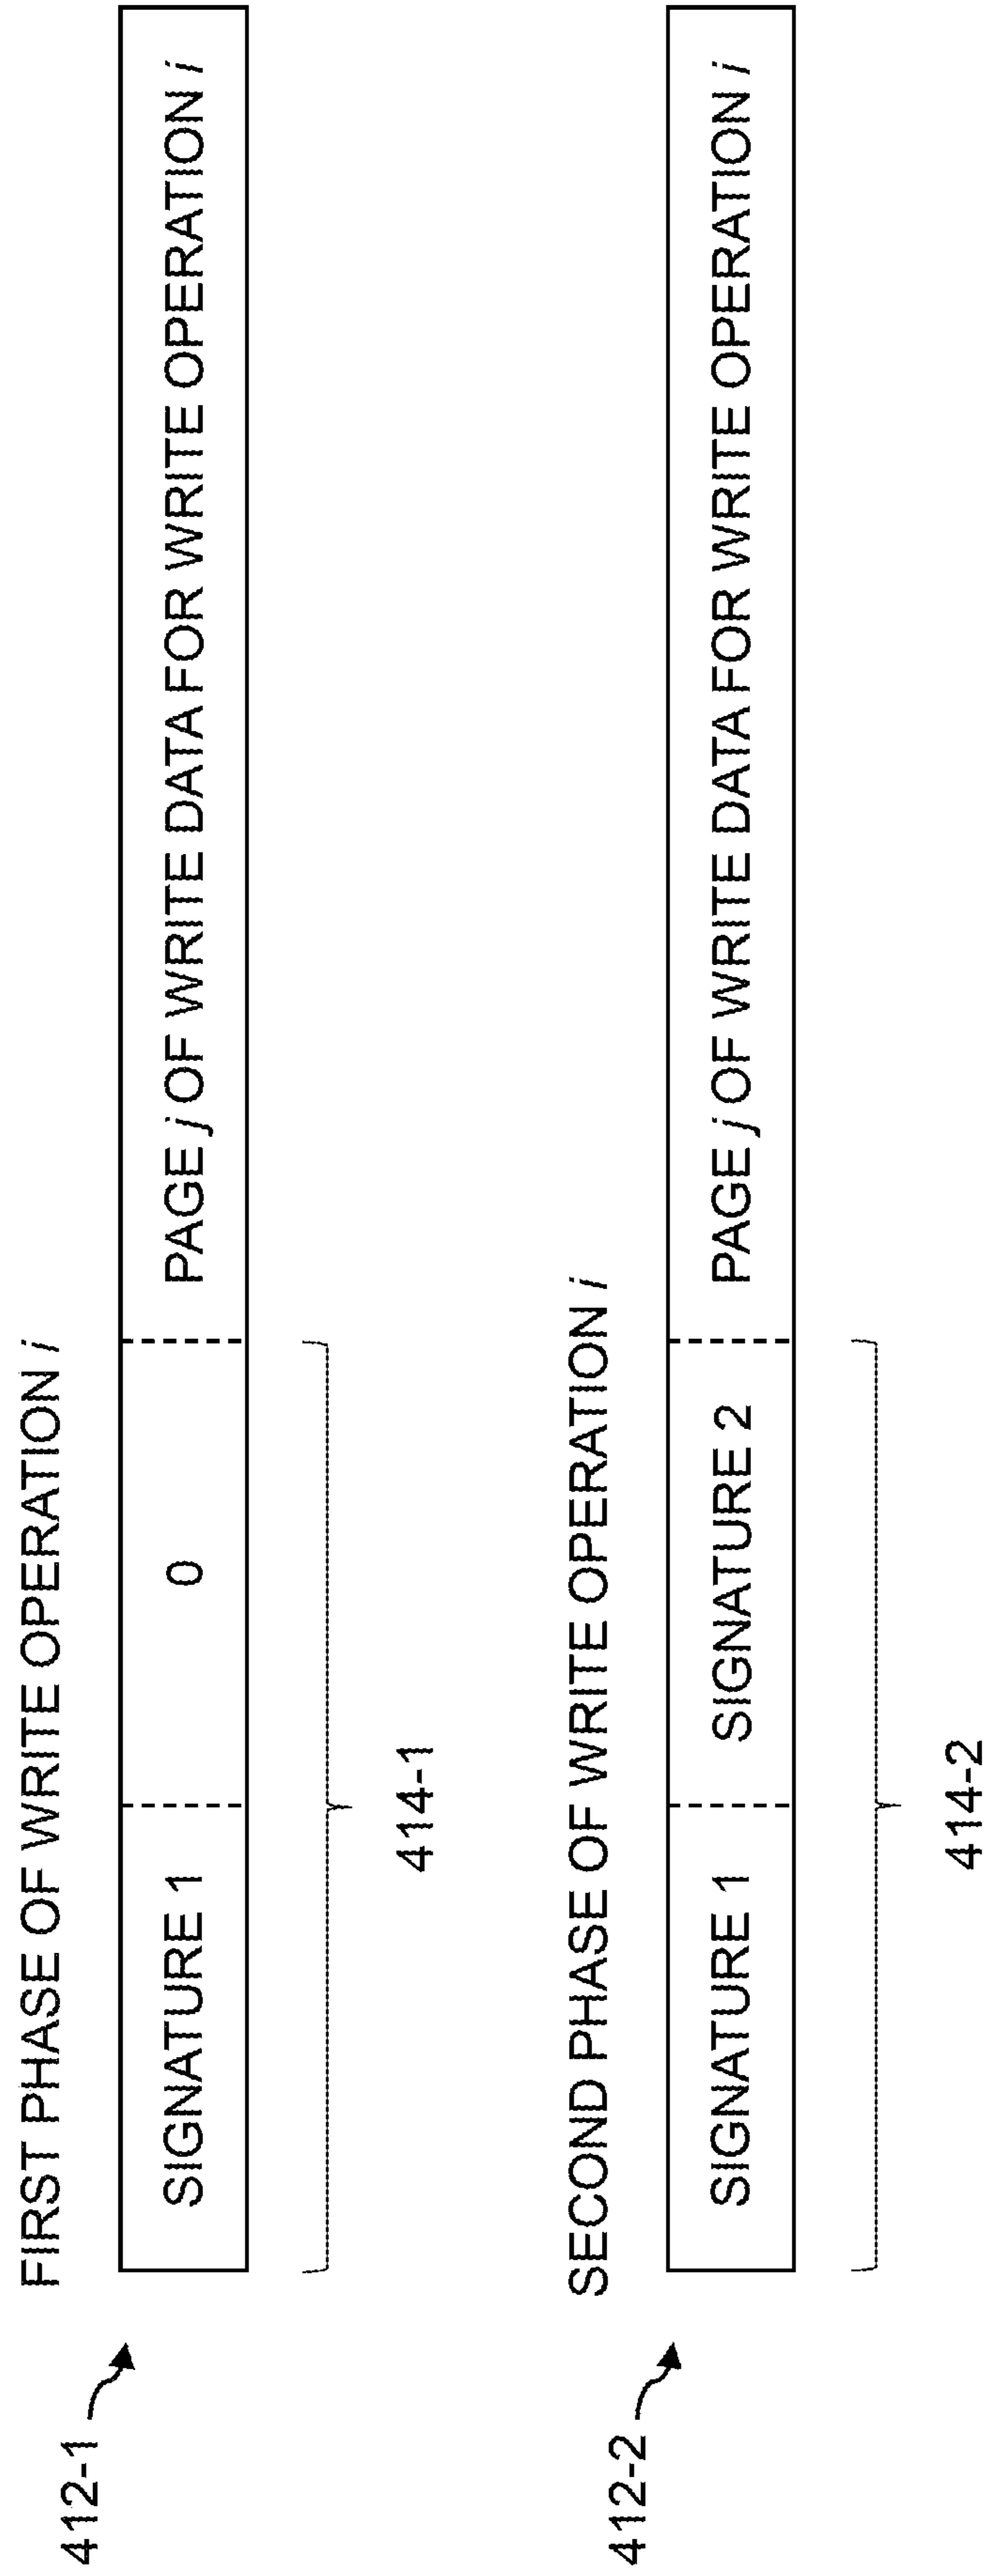 FIRST PHASE OF WRITE OPERATION i
412-1
SIGNATURE 1 0 PAGE j OF WRITE DATA FOR WRITE OPERATION i
414-1
SECOND PHASE OF WRITE OPERATION i
412-2
SIGNATURE 1 SIGNATURE 2 PAGE j OF WRITE DATA FOR WRITE OPERATION i
414-2